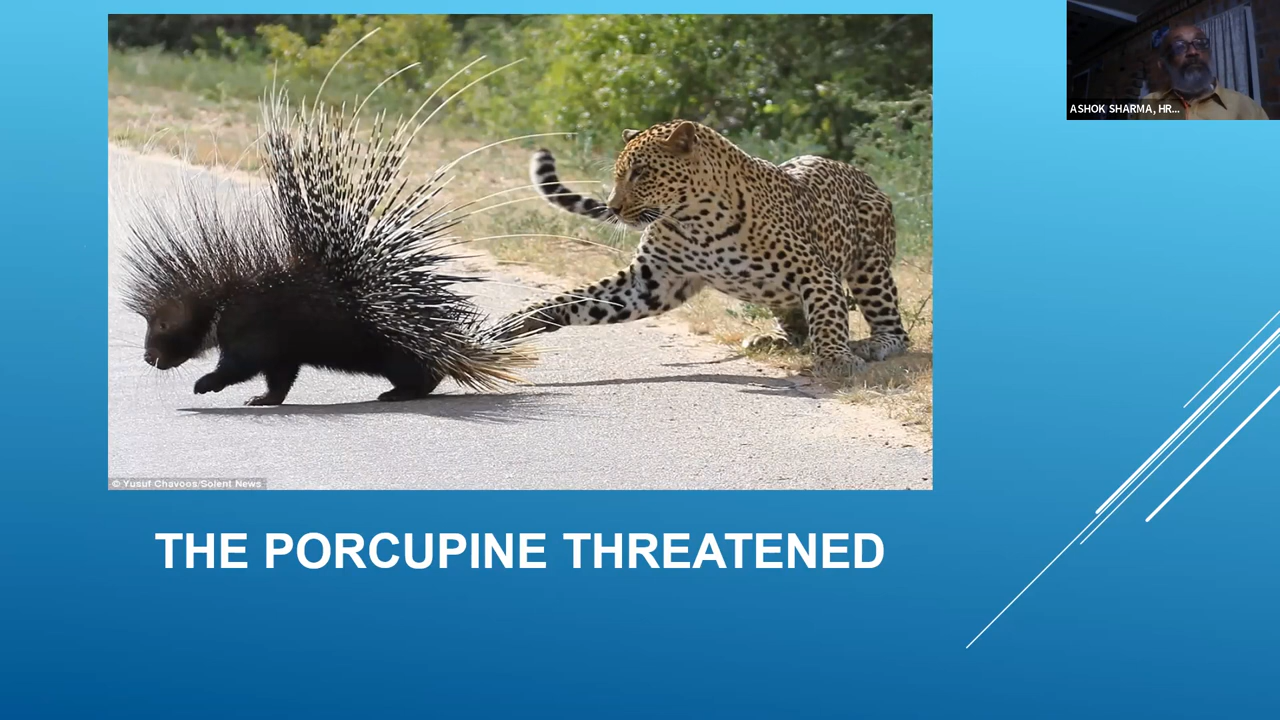 ASHOK SHARMA, HR...
© Yusuf Chavoos/Solent News
THE PORCUPINE THREATENED